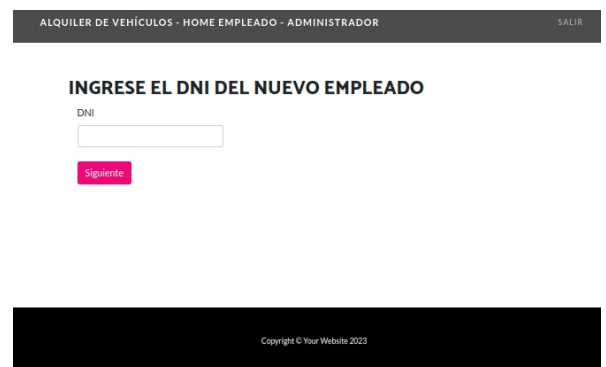 ALQUILER DE VEHÍCULOS - HOME EMPLEADO - ADMINISTRADOR SALIR
INGRESE EL DNI DEL NUEVO EMPLEADO
DNI
Siguiente
Copyright © Your Website 2023